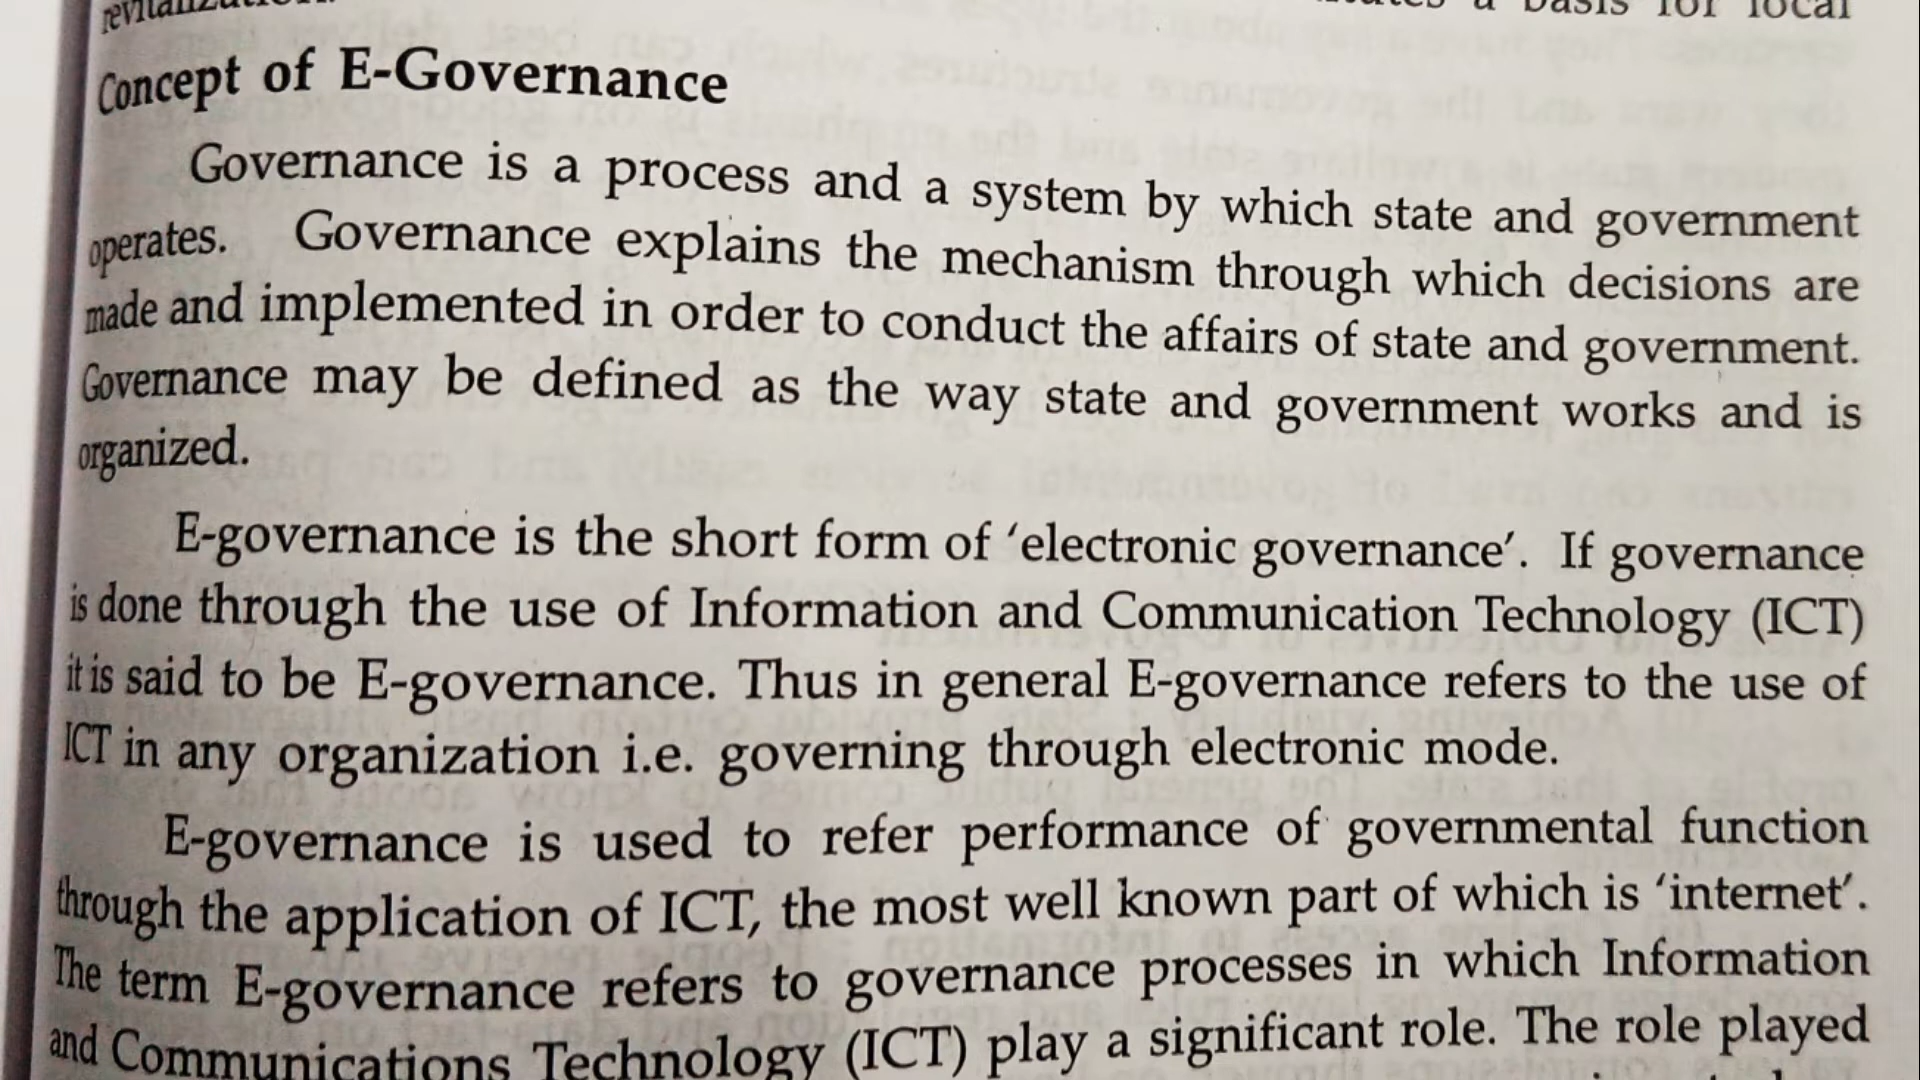 a basis for local
Concept of E-Governance
Governance is a process and a system by which state and government
operates. Governance explains the mechanism through which decisions are
made and implemented in order to conduct the affairs of state and government.
Governance may be defined as the way state and government works and is
organized.
E-governance is the short form of ‘electronic governance’. If governance
is done through the use of Information and Communication Technology (ICT)
it is said to be E-governance. Thus in general E-governance refers to the use of
ICT in any organization i.e. governing through electronic mode.
E-governance is used to refer performance of governmental function
through the application of ICT, the most well known part of which is ‘internet’.
The term E-governance refers to governance processes in which Information
and Communications Technology (ICT) play a significant role. The role played